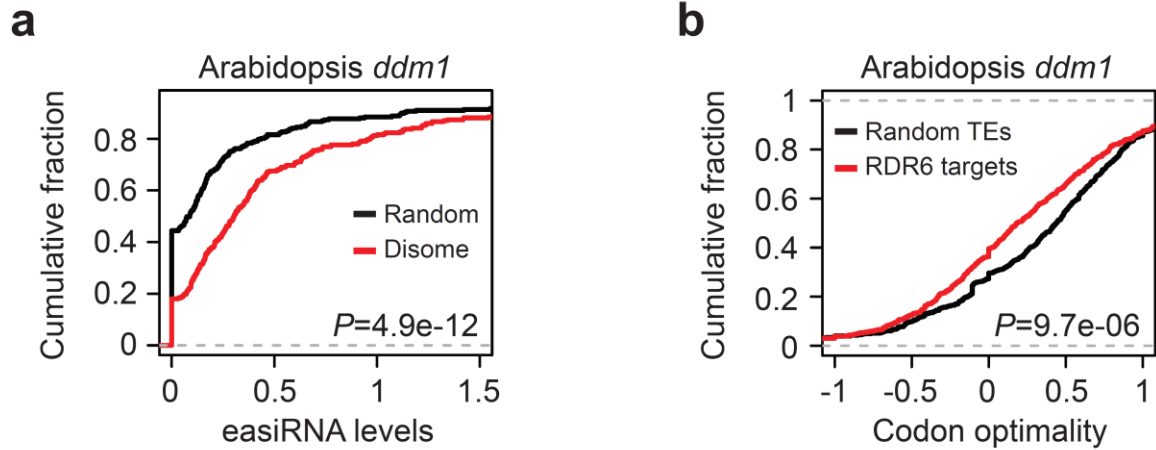 a
Arabidopsis ddm1
Cumulative fraction
0.8
0.6
0.4
0.2
0
Random
Disome
P=4.9e-12
0
0.5
1
1.5
easiRNA levels
b
Arabidopsis ddm1
Cumulative fraction
1
0.8
0.6
0.4
0.2
0
Random TEs
RDR6 targets
P=9.7e-06
-1
-0.5
0
0.5
1
Codon optimality